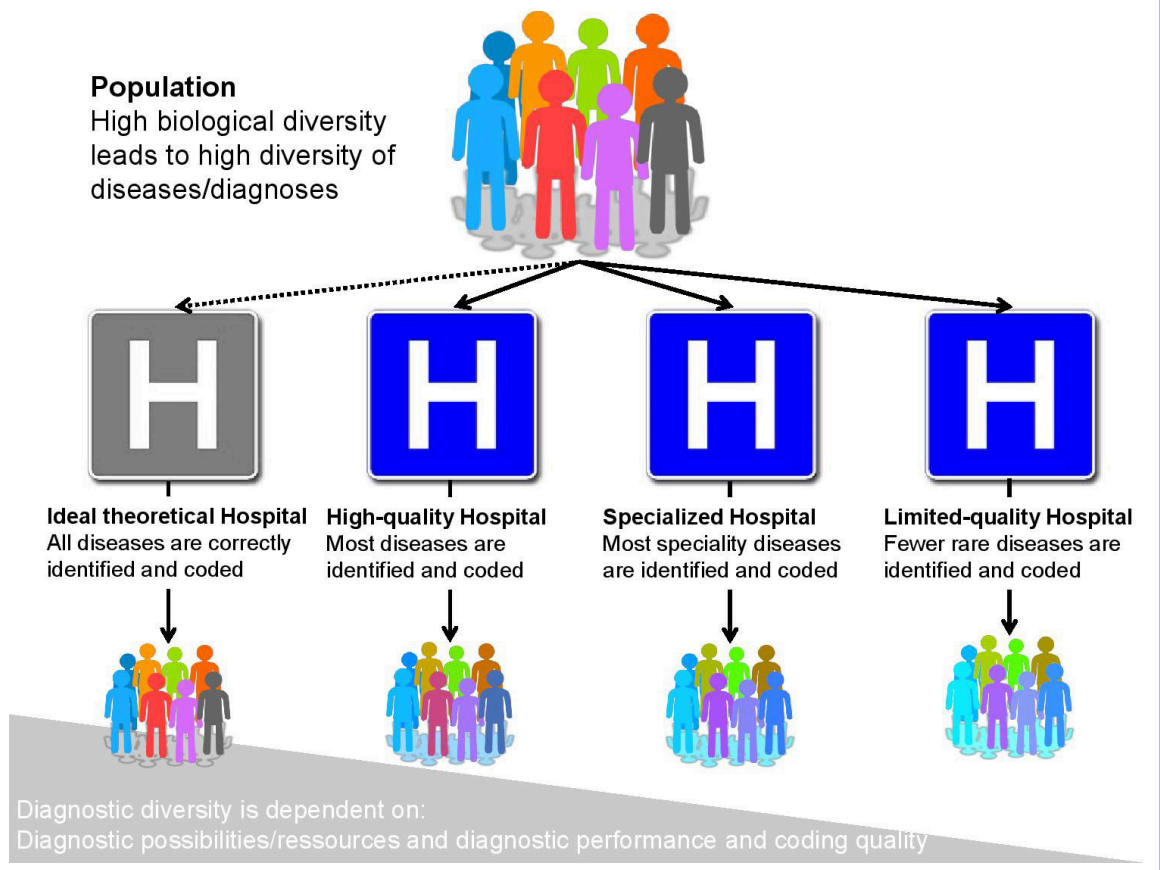 Population
High biological diversity
leads to high diversity of
diseases/diagnoses
H
H
H
H
Ideal theoretical Hospital
All diseases are correctly
identified and coded
High-quality Hospital
Most diseases are
identified and coded
Specialized Hospital
Most speciality diseases
are identified and coded
Limited-quality Hospital
Fewer rare diseases are
identified and coded
Diagnostic diversity is dependent on:
Diagnostic possibilities/ressources and diagnostic performance and coding quality